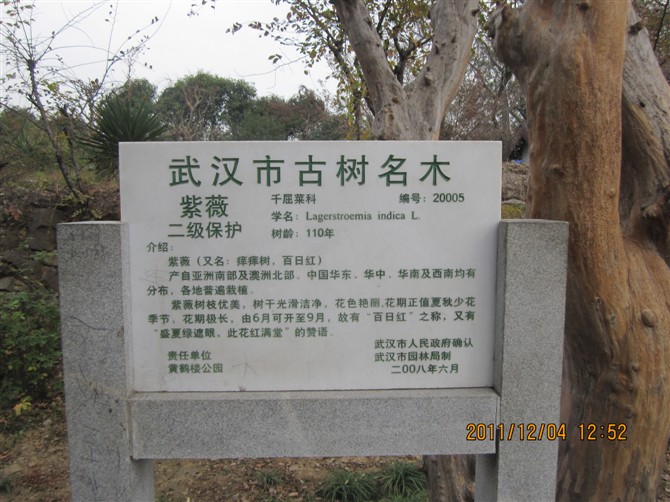 武汉市古树名木
紫薇 千屈菜科 编号: 20005
学名: Lagerstroemia indica L.
二级保护 树龄: 110年
介绍:
紫薇(又名: 痒痒树, 百日红)
产自亚洲南部及澳洲北部。中国华东、华中、华南及西南均有
分布, 各地普遍栽植。
紫薇树枝优美, 树干光滑洁净, 花色艳丽。花期正值夏秋少花
季节, 花期极长, 由6月可开至9月, 故有“百日红”之称, 又有
“盛夏绿遮眼, 此花红满堂”的赞语。
责任单位
黄鹤楼公园
武汉市人民政府确认
武汉市园林局制
二00八年六月
2011/12/04 12:52